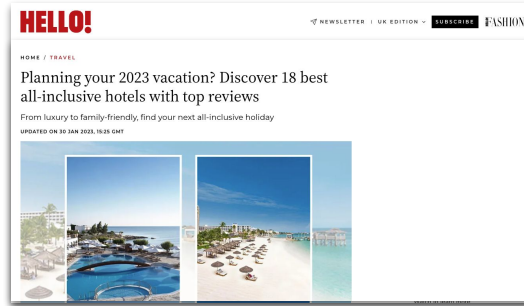 HELLO!
NEWSLETTER | UK EDITION SUBSCRIBE FASHION
HOME / TRAVEL
Planning your 2023 vacation? Discover 18 best
all-inclusive hotels with top reviews
From luxury to family-friendly, find your next all-inclusive holiday
UPDATED ON 30 JAN 2023, 15:25 GMT